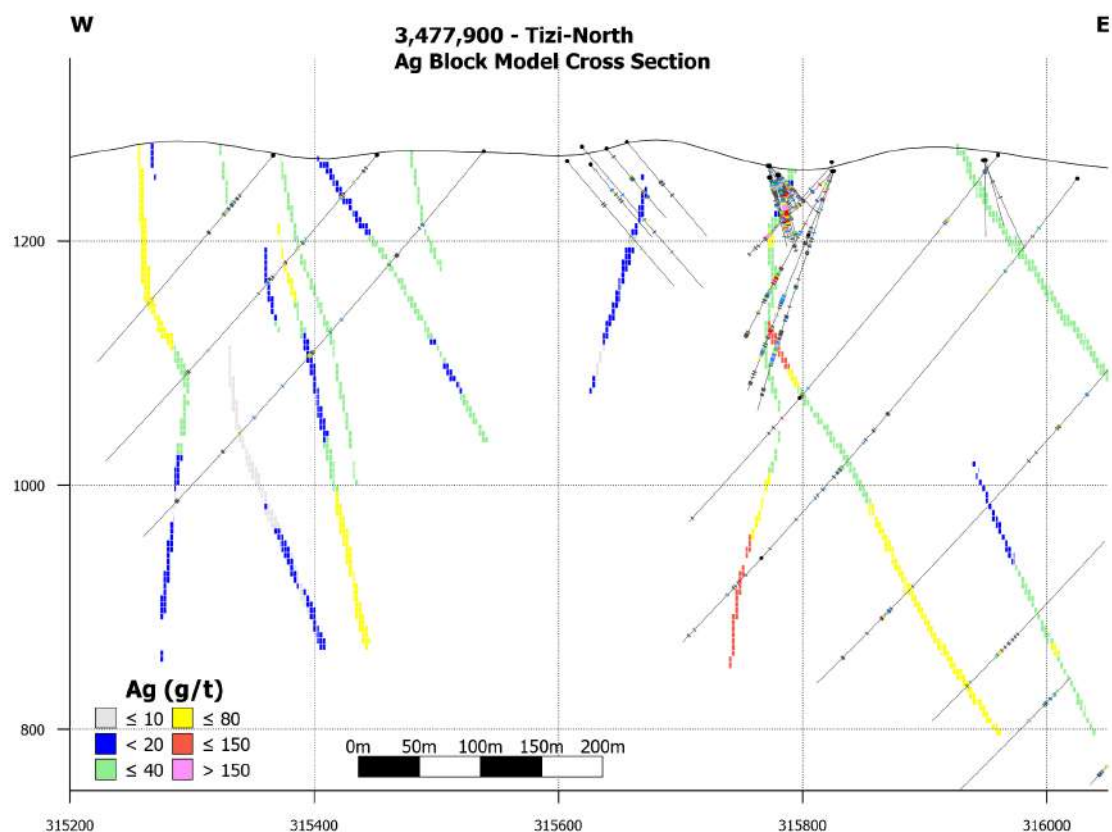 W
E
3,477,900 - Tizi-North
Ag Block Model Cross Section
1200
1000
800
Ag (g/t)
≤ 10
≤ 80
< 20
≤ 150
≤ 40
> 150
0m 50m 100m 150m 200m
315200 315400 315600 315800 316000